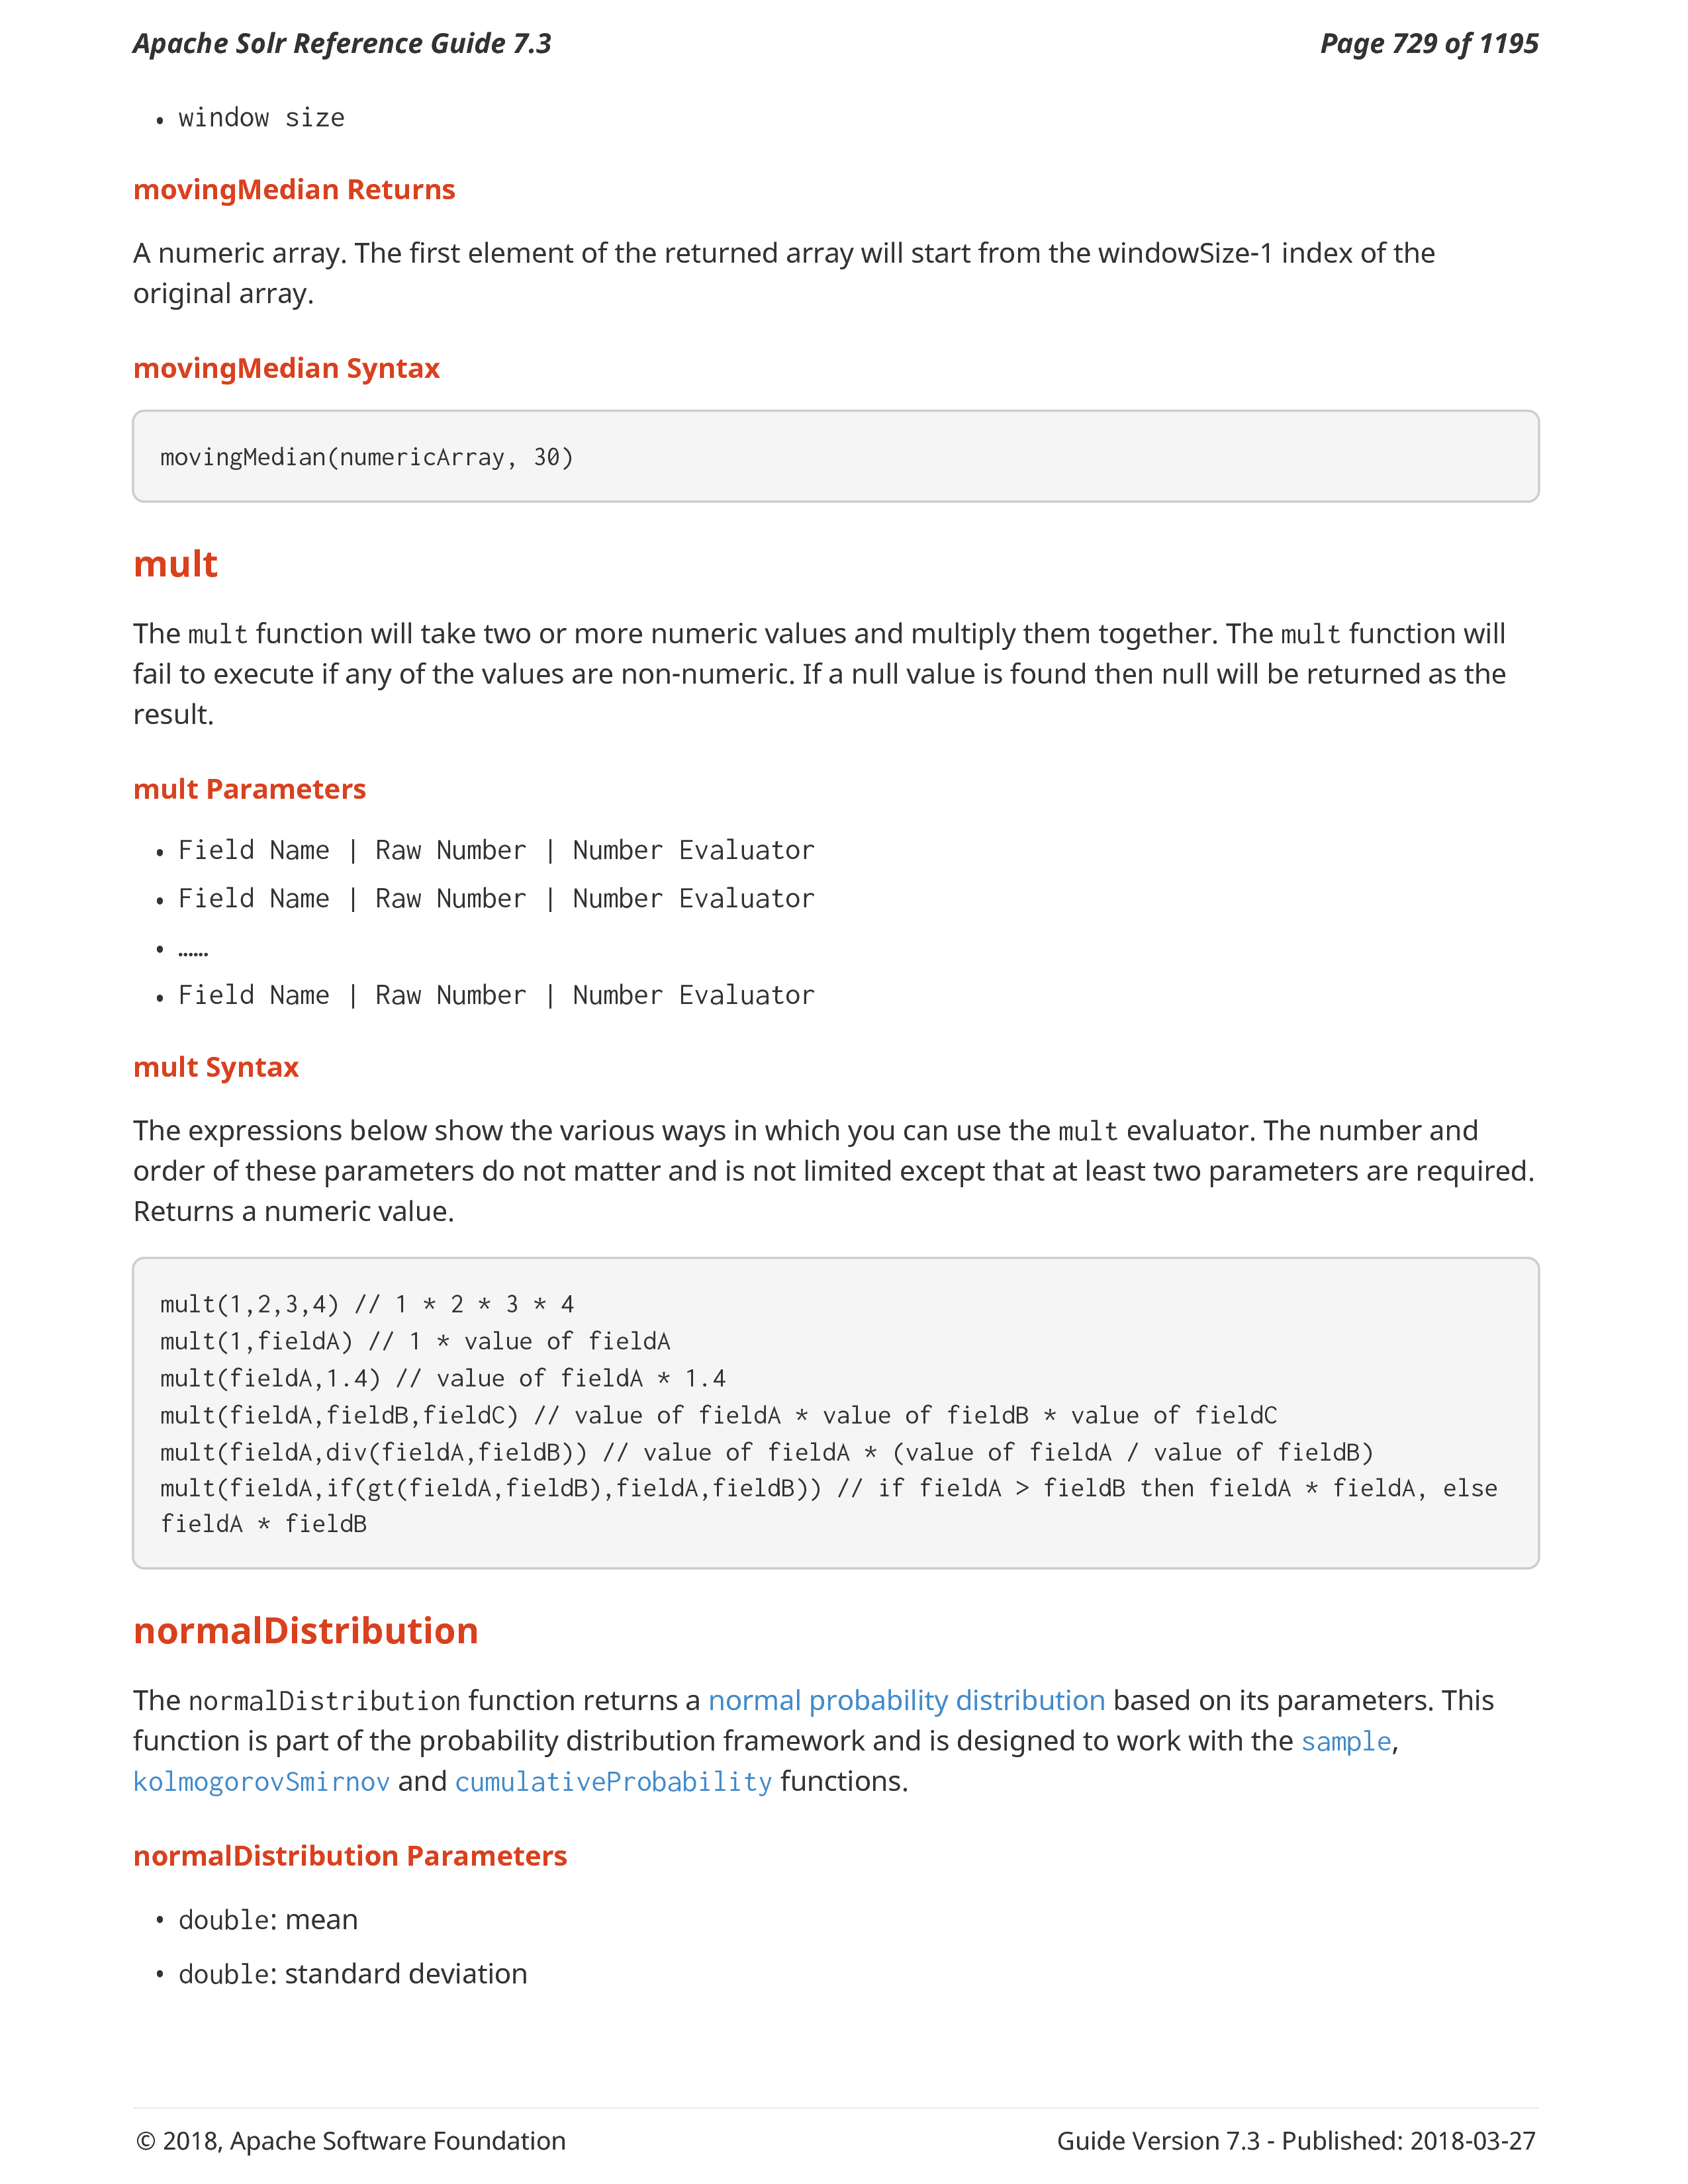 Apache Solr Reference Guide 7.3
Page 729 of 1195
• window size
movingMedian Returns
A numeric array. The first element of the returned array will start from the windowSize-1 index of the
original array.
movingMedian Syntax
movingMedian(numericArray, 30)
mult
The mult function will take two or more numeric values and multiply them together. The mult function will
fail to execute if any of the values are non-numeric. If a null value is found then null will be returned as the
result.
mult Parameters
• Field Name | Raw Number | Number Evaluator
• Field Name | Raw Number | Number Evaluator
• ……
• Field Name | Raw Number | Number Evaluator
mult Syntax
The expressions below show the various ways in which you can use the mult evaluator. The number and
order of these parameters do not matter and is not limited except that at least two parameters are required.
Returns a numeric value.
mult(1,2,3,4) // 1 * 2 * 3 * 4
mult(1,fieldA) // 1 * value of fieldA
mult(fieldA,1.4) // value of fieldA * 1.4
mult(fieldA,fieldB,fieldC) // value of fieldA * value of fieldB * value of fieldC
mult(fieldA,div(fieldA,fieldB)) // value of fieldA * (value of fieldA / value of fieldB)
mult(fieldA,if(gt(fieldA,fieldB),fieldA,fieldB)) // if fieldA > fieldB then fieldA * fieldA, else
fieldA * fieldB
normalDistribution
The normalDistribution function returns a normal probability distribution based on its parameters. This
function is part of the probability distribution framework and is designed to work with the sample,
kolmogorovSmirnov and cumulativeProbability functions.
normalDistribution Parameters
• double: mean
• double: standard deviation
© 2018, Apache Software Foundation
Guide Version 7.3 - Published: 2018-03-27